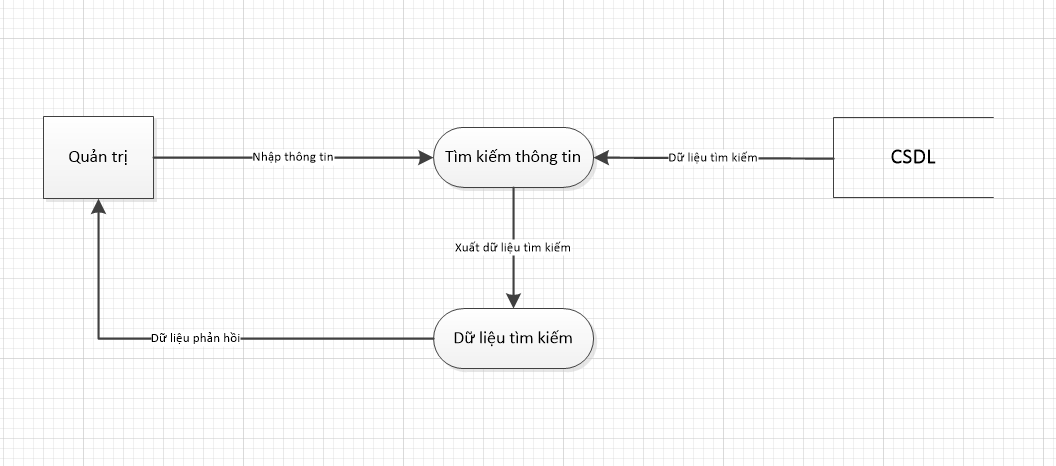 Quản trị
Nhập thông tin
Tìm kiếm thông tin
Dữ liệu tìm kiếm
CSDL
Xuất dữ liệu tìm kiếm
Dữ liệu phản hồi
Dữ liệu tìm kiếm